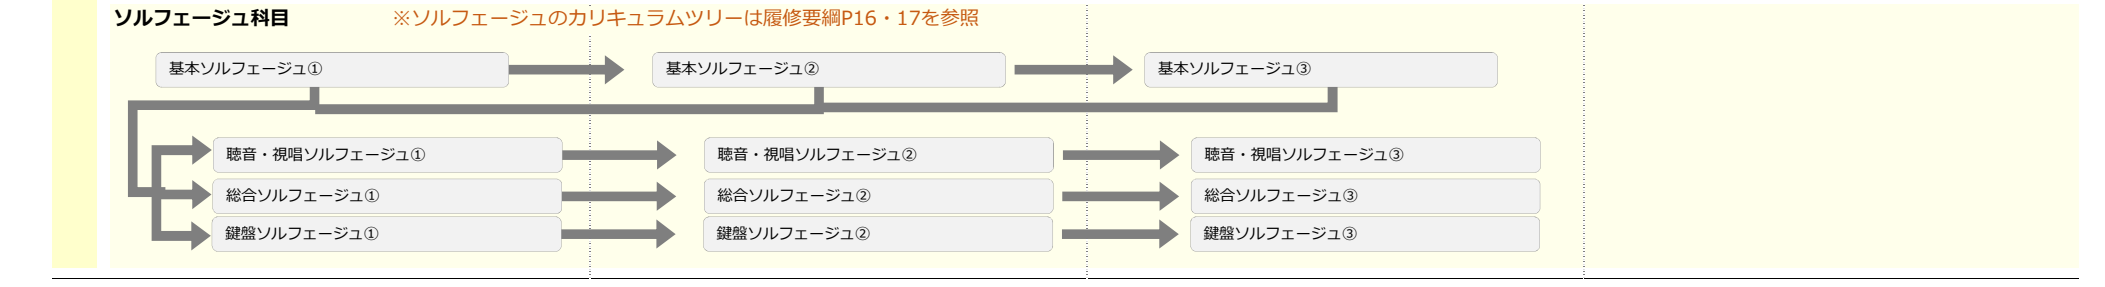 ソルフェージュ科目 ※ソルフェージュのカリキュラムツリーは履修要綱P16・17を参照
基本ソルフェージュ① 基本ソルフェージュ② 基本ソルフェージュ③
聴音・視唱ソルフェージュ① 聴音・視唱ソルフェージュ② 聴音・視唱ソルフェージュ③
総合ソルフェージュ① 総合ソルフェージュ② 総合ソルフェージュ③
鍵盤ソルフェージュ① 鍵盤ソルフェージュ② 鍵盤ソルフェージュ③